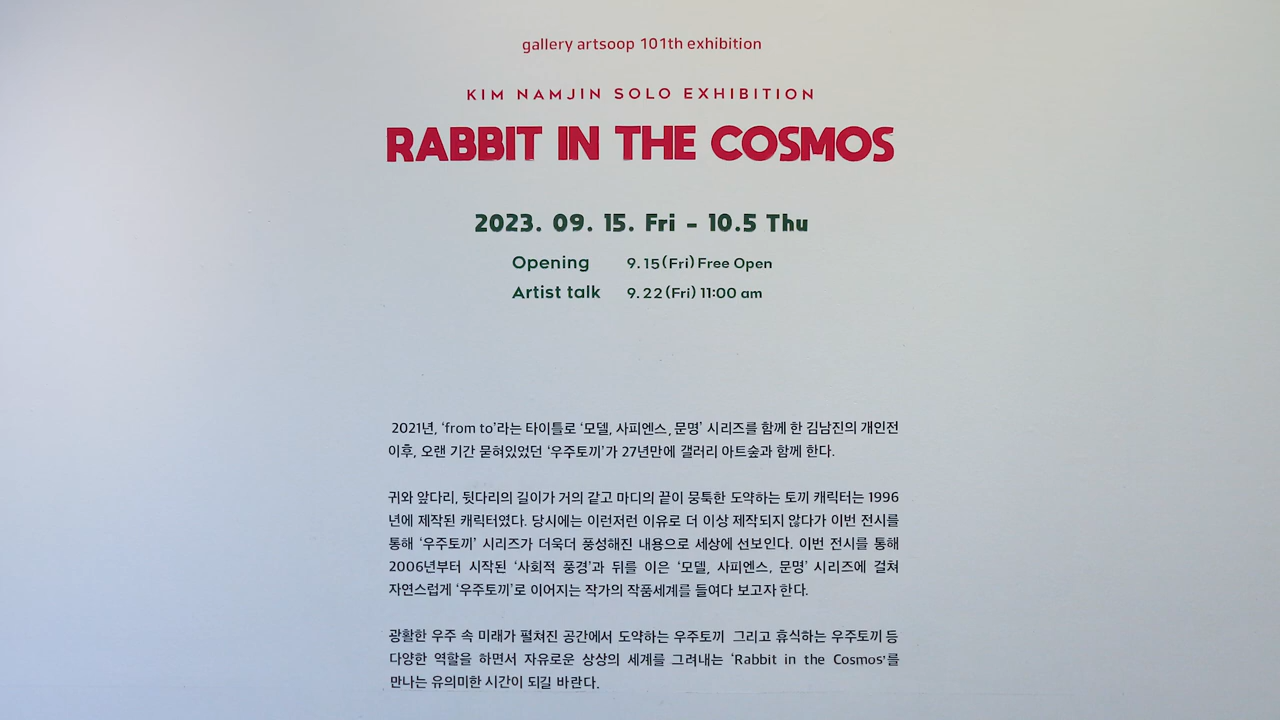 gallery artsoop 101th exhibition
KIM NAMJIN SOLO EXHIBITION
RABBIT IN THE COSMOS
2023. 09. 15. Fri - 10.5 Thu
Opening 9.15(Fri) Free Open
Artist talk 9.22(Fri) 11:00 am
2021년, ‘from to’라는 타이틀로 ‘모델, 사피엔스, 문명’ 시리즈를 함께 한 김남진의 개인전
이후, 오랜 기간 묻혀있었던 ‘우주토끼’가 27년만에 갤러리 아트숲과 함께 한다.
귀와 앞다리, 뒷다리의 길이가 거의 같고 마디의 끝이 뭉툭한 도약하는 토끼 캐릭터는 1996
년에 제작된 캐릭터였다. 당시에는 이런저런 이유로 더 이상 제작되지 않다가 이번 전시를
통해 ‘우주토끼’ 시리즈가 더욱더 풍성해진 내용으로 세상에 선보인다. 이번 전시를 통해
2006년부터 시작된 ‘사회적 풍경’과 뒤를 이은 ‘모델, 사피엔스, 문명’ 시리즈에 걸쳐
자연스럽게 ‘우주토끼’로 이어지는 작가의 작품세계를 들여다 보고자 한다.
광활한 우주 속 미래가 펼쳐진 공간에서 도약하는 우주토끼 그리고 휴식하는 우주토끼 등
다양한 역할을 하면서 자유로운 상상의 세계를 그려내는 ‘Rabbit in the Cosmos’를
만나는 유의미한 시간이 되길 바란다.